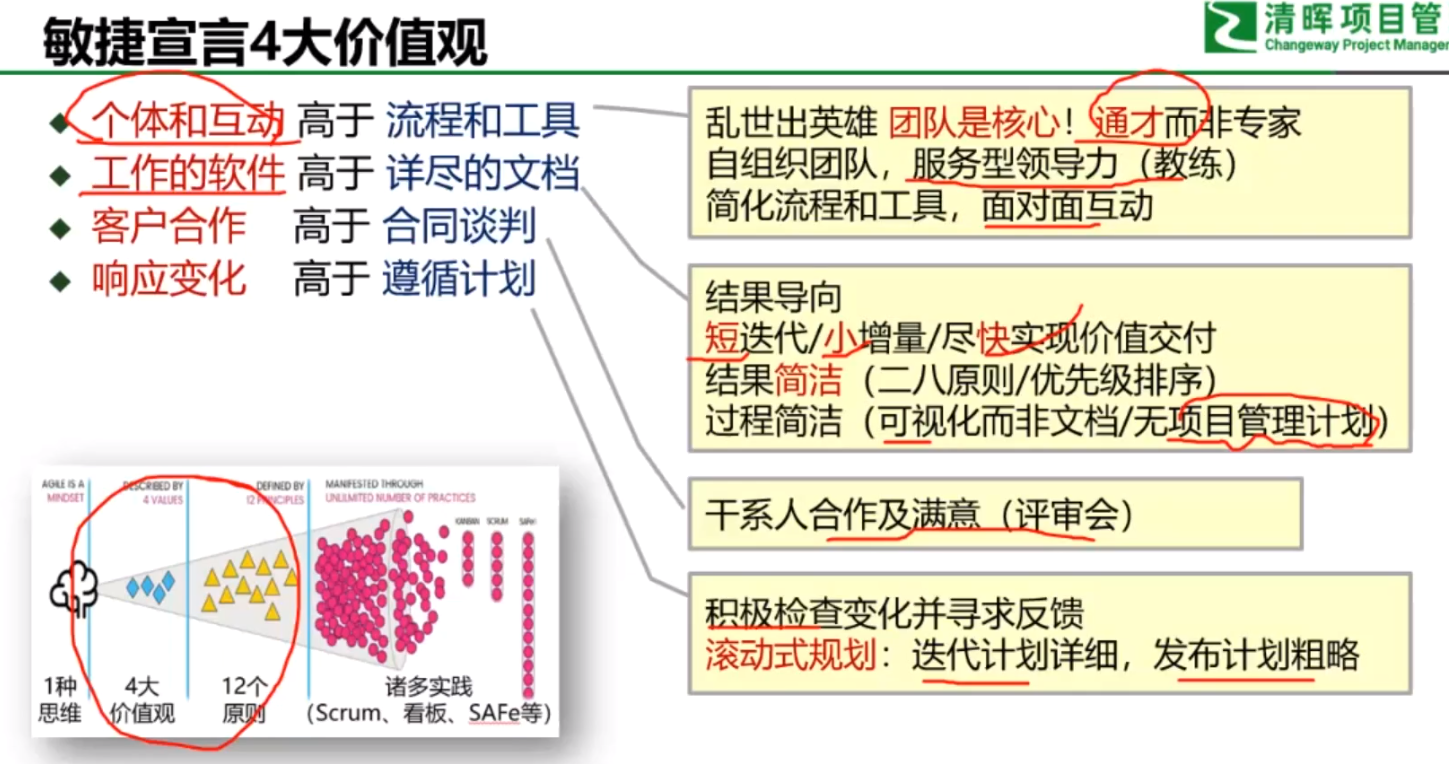 敏捷宣言4大价值观
清晖项目管
Changeway Project Manager
个体和互动 高于 流程和工具
工作的软件 高于 详尽的文档
客户合作 高于 合同谈判
响应变化 高于 遵循计划
乱世出英雄 团队是核心！通才而非专家
自组织团队，服务型领导力（教练）
简化流程和工具，面对面互动
结果导向
短迭代/小增量/尽快实现价值交付
结果简洁（二八原则/优先级排序）
过程简洁（可视化而非文档/无项目管理计划）
干系人合作及满意（评审会）
积极检查变化并寻求反馈
滚动式规划：迭代计划详细，发布计划粗略
AGILE IS A
MINDSET
DESCRIBED BY
4 VALUES
DEFINED BY
12 PRINCIPLES
MANIFESTED THROUGH
UNLIMITED NUMBER OF PRACTICES
KANBAN SCRUM SAFe
1种
思维
4大
价值观
12个
原则
诸多实践
（Scrum、看板、SAFe等）